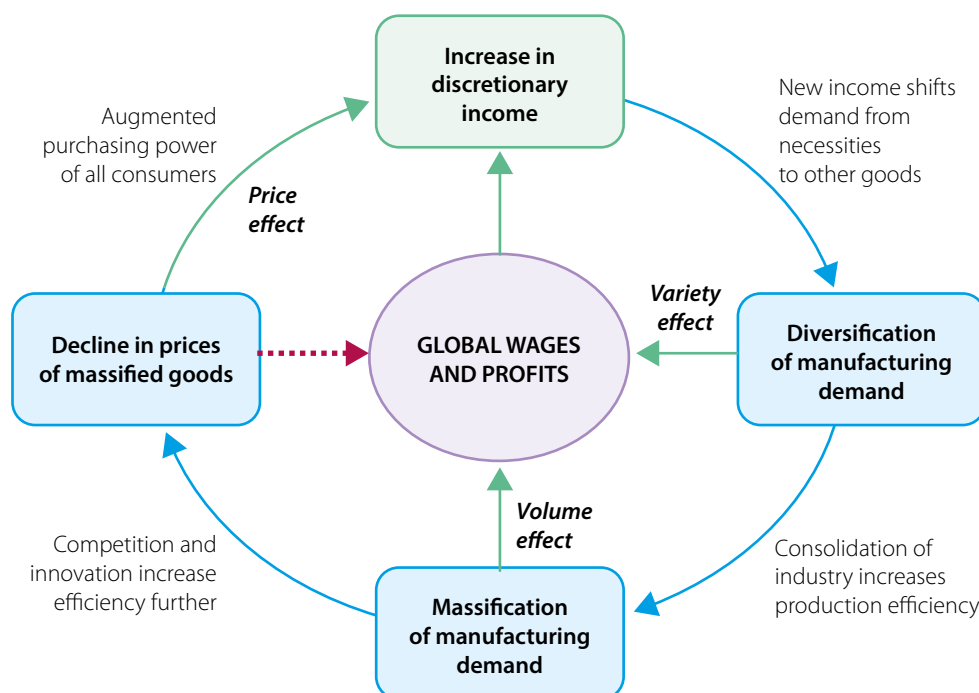 Increase in
discretionary
income
New income shifts
demand from
necessities
to other goods
Augmented
purchasing power
of all consumers
Price
effect
Variety
effect
Decline in prices
of massified goods
GLOBAL WAGES
AND PROFITS
Diversification
of manufacturing
demand
Volume
effect
Competition and
innovation increase
efficiency further
Consolidation of
industry increases
production efficiency
Massification
of manufacturing
demand